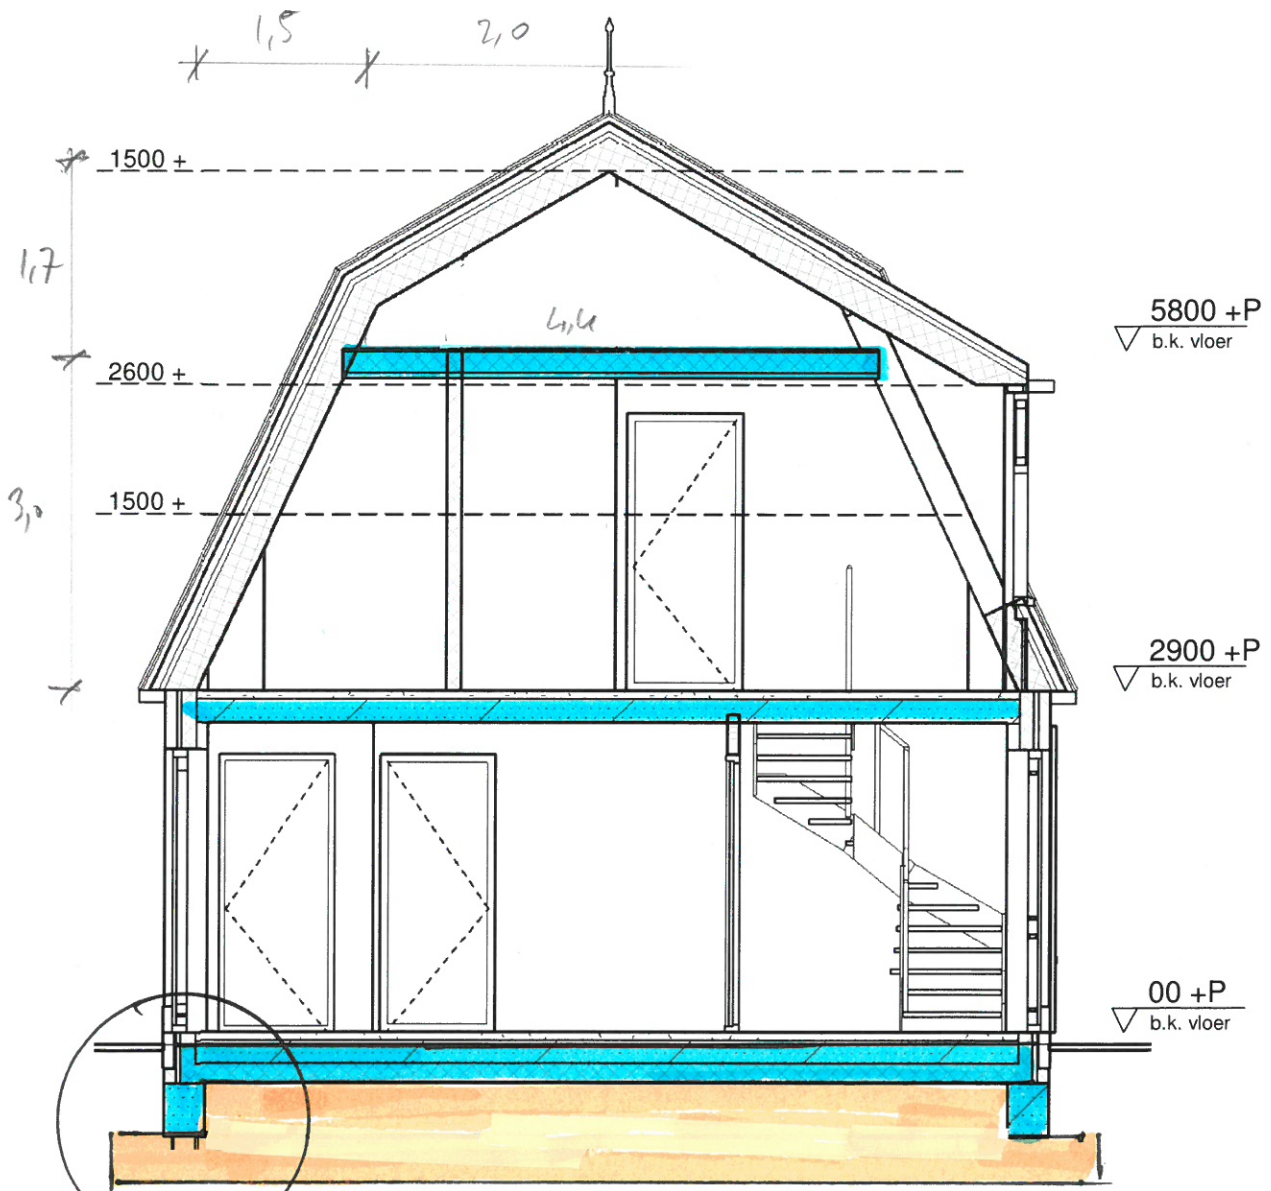 1,5
2,0
1500 +
1,7
5800 +P
b.k. vloer
4,4
2600 +
1500 +
3,0
2900 +P
b.k. vloer
00 +P
b.k. vloer